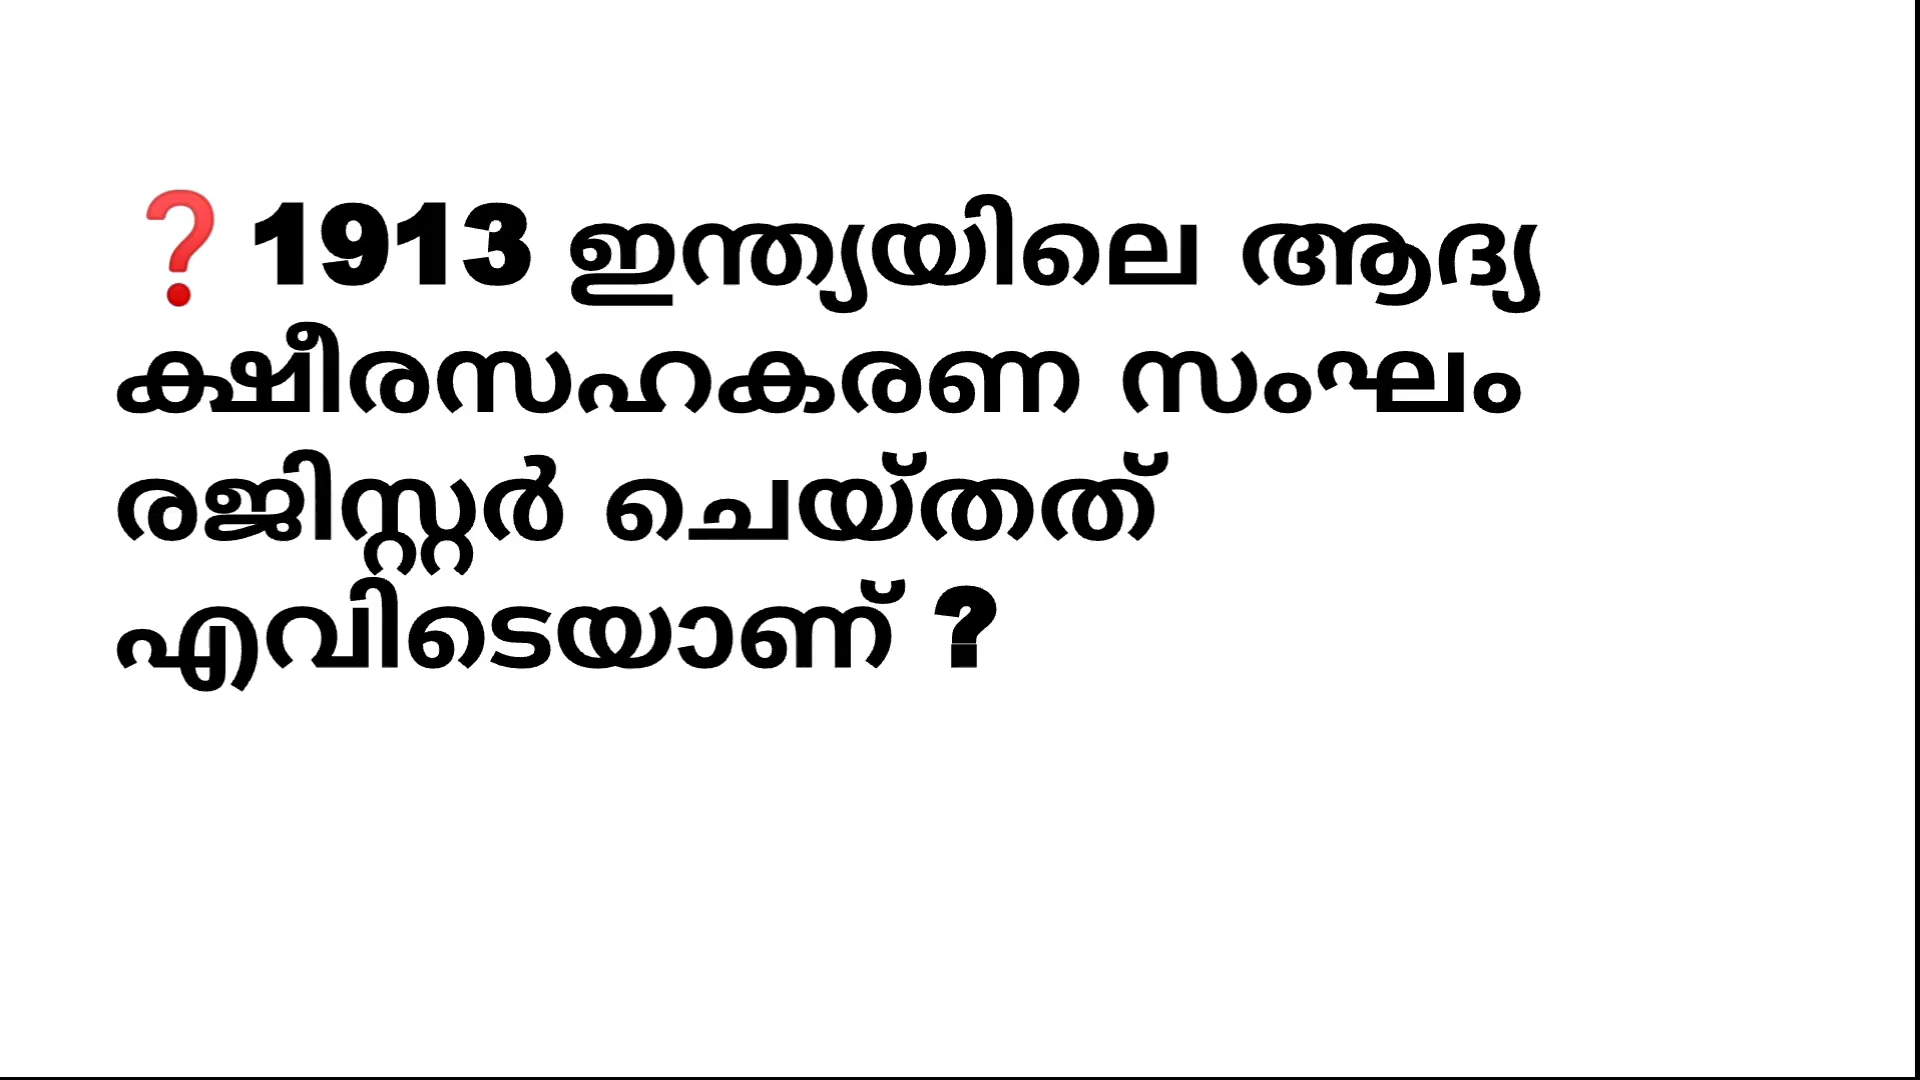 ❓1913 ഇന്ത്യയിലെ ആദ്യ
ക്ഷീരസഹകരണ സംഘം
രജിസ്റ്റർ ചെയ്തത്
എവിടെയാണ് ?